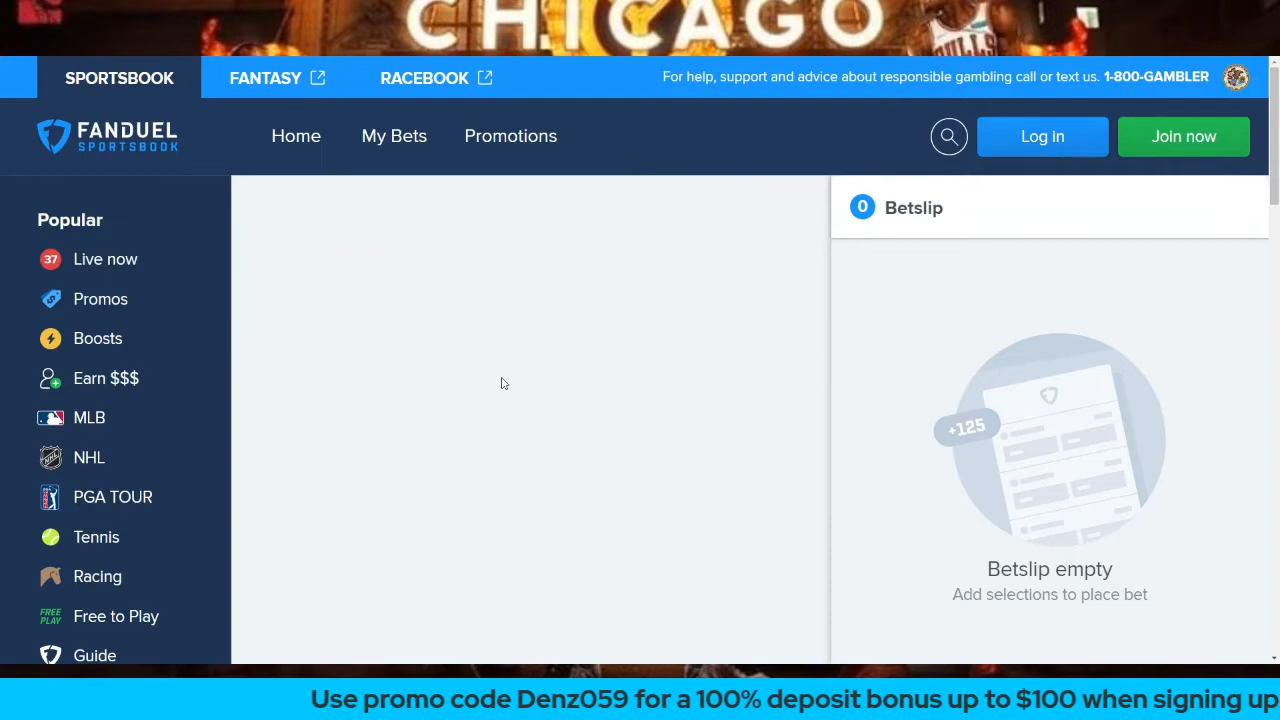 CHICAGO
BULLS
SPORTSBOOK
FANTASY
RACEBOOK
For help, support and advice about responsible gambling call or text us. 1-800-GAMBLER
FANDUEL
SPORTSBOOK
Home
My Bets
Promotions
Log in
Join now
Popular
37 Live now
Promos
Boosts
Earn $$$
MLB
NHL
PGA TOUR
Tennis
Racing
FREE
PLAY
Free to Play
Guide
0 Betslip
+125
Betslip empty
Add selections to place bet
Use promo code Denz059 for a 100% deposit bonus up to $100 when signing up